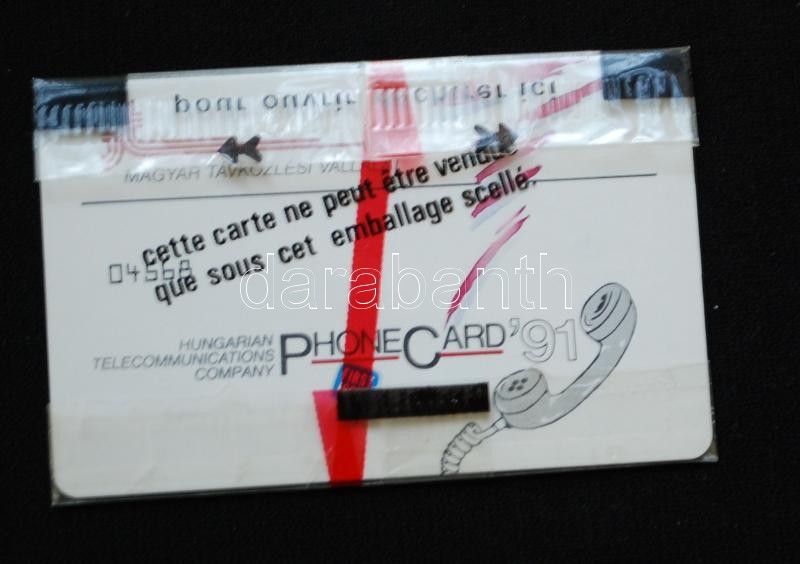 pour ouvrir déchirer ici
MAGYAR TÁVKÖZLÉSI VÁLL
cette carte ne peut être vendue
que sous cet emballage scellé.
04568
darabanth
HUNGARIAN
TELECOMMUNICATIONS
COMPANY
PHONECARD '91
FIRST